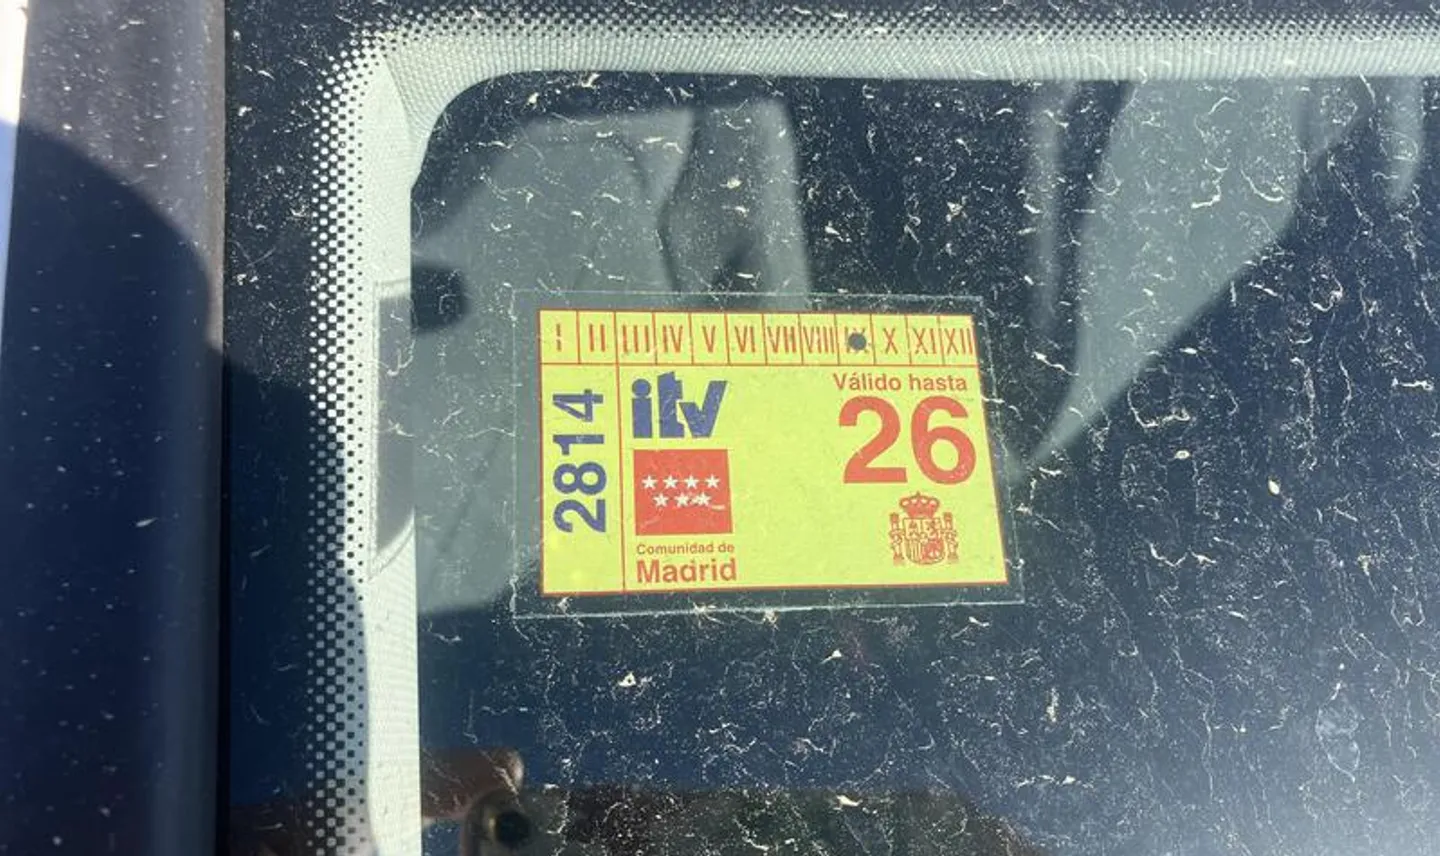 I II III IV V VI VII VIII IX X XI XII
2814
itv
Válido hasta
26
Comunidad de
Madrid